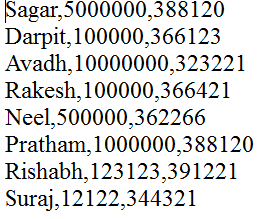 Sagar,5000000,388120
Darpit,100000,366123
Avadh,10000000,323221
Rakesh,100000,366421
Neel,500000,362266
Pratham,1000000,388120
Rishabh,123123,391221
Suraj,12122,344321